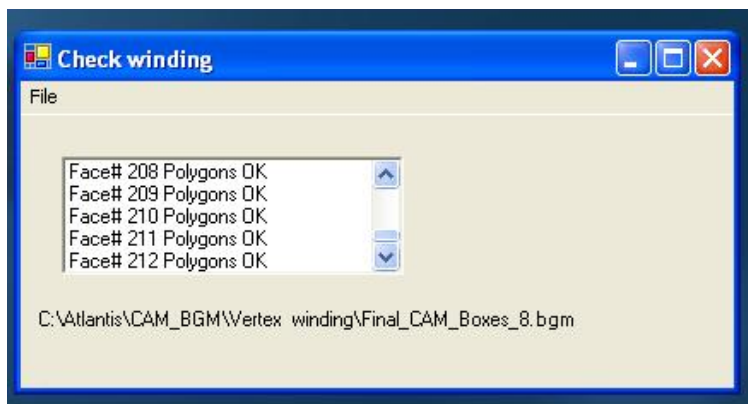 Check winding
File
Face# 208 Polygons OK
Face# 209 Polygons OK
Face# 210 Polygons OK
Face# 211 Polygons OK
Face# 212 Polygons OK
C:\Atlantis\CAM_BGM\Vertex  winding\Final_CAM_Boxes_8.bgm